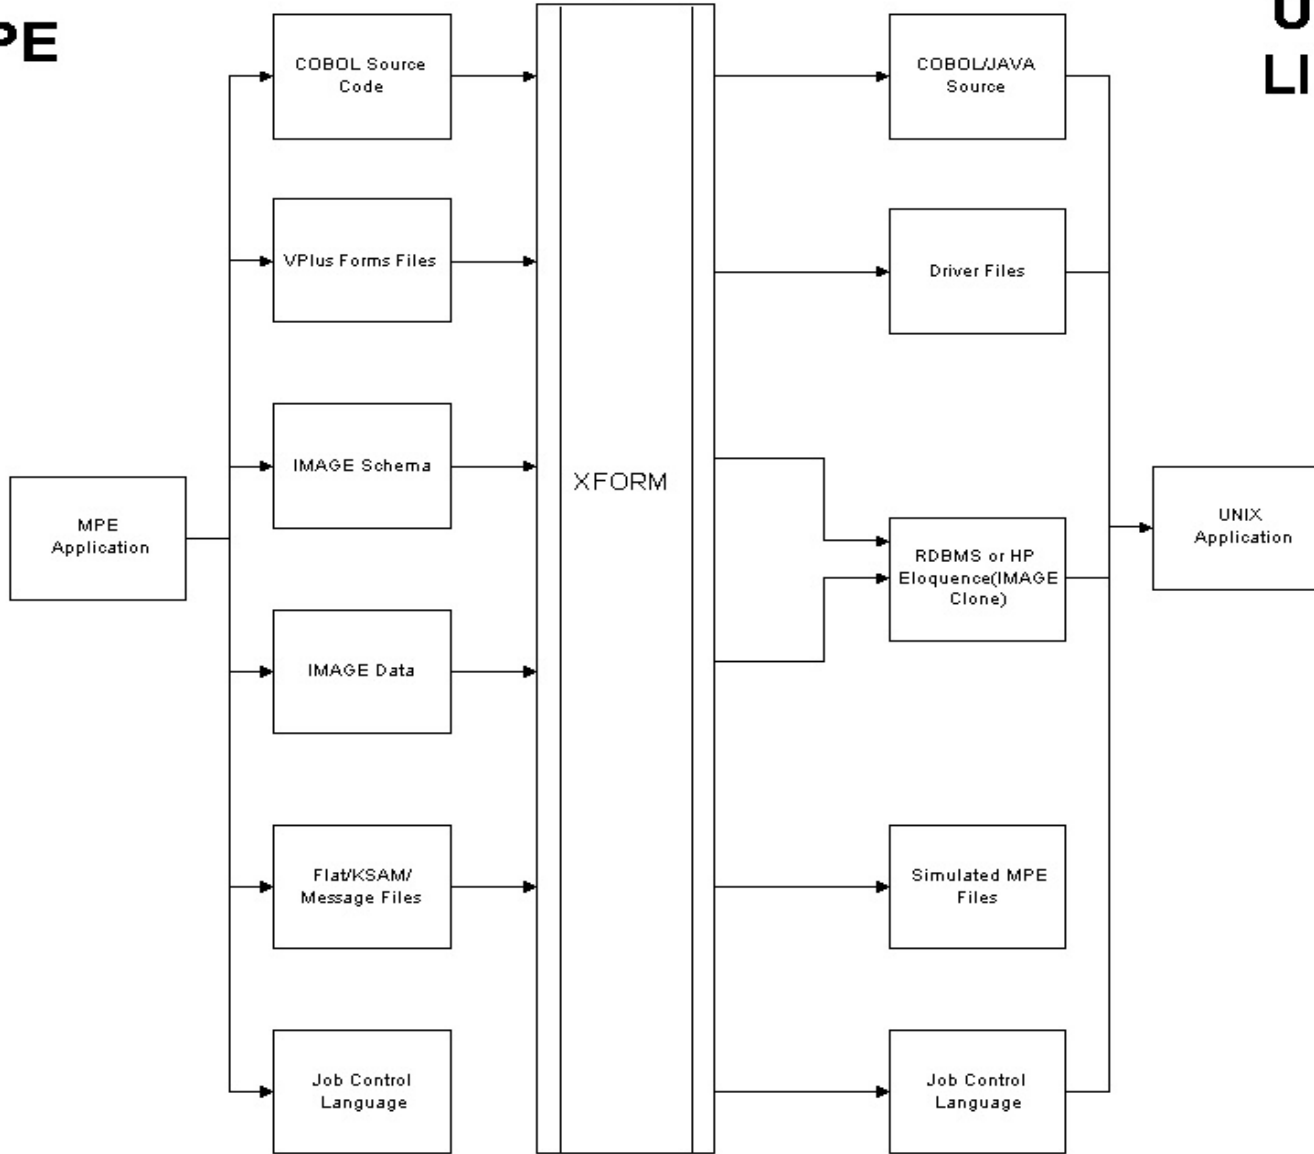 PE
U
LI
COBOL Source
Code
COBOL/JAVA
Source
VPlus Forms Files
Driver Files
IMAGE Schema
XFORM
MPE
Application
UNIX
Application
RDBMS or HP
Eloquence(IMAGE
Clone)
IMAGE Data
Flat/KSAM/
Message Files
Simulated MPE
Files
Job Control
Language
Job Control
Language